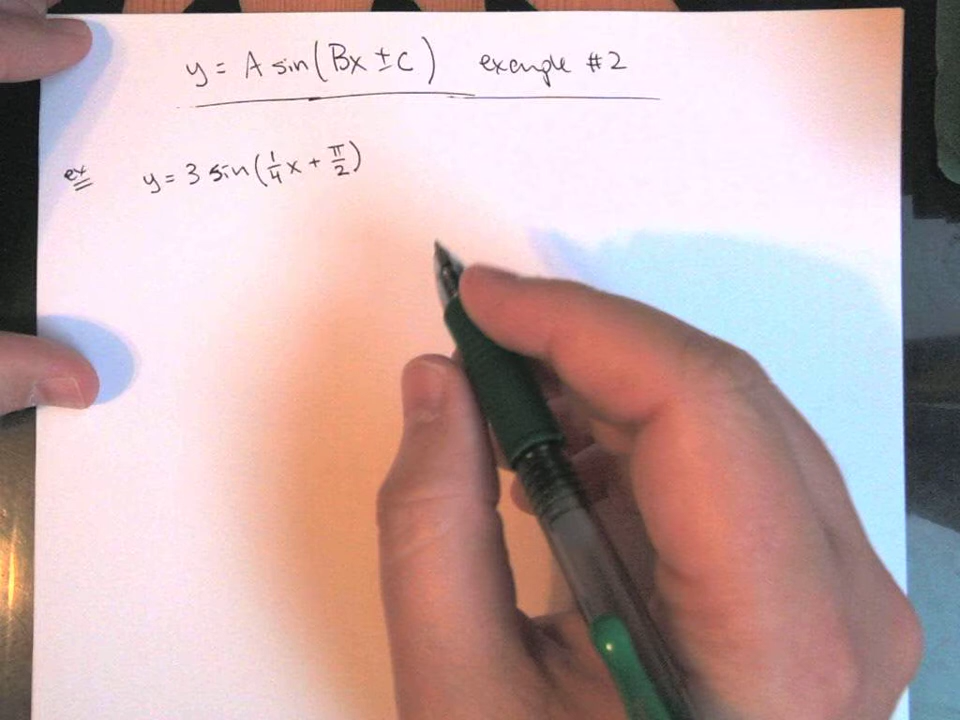 y = A sin(Bx ± C) example #2
ex y = 3 sin(1/4 x + π/2)